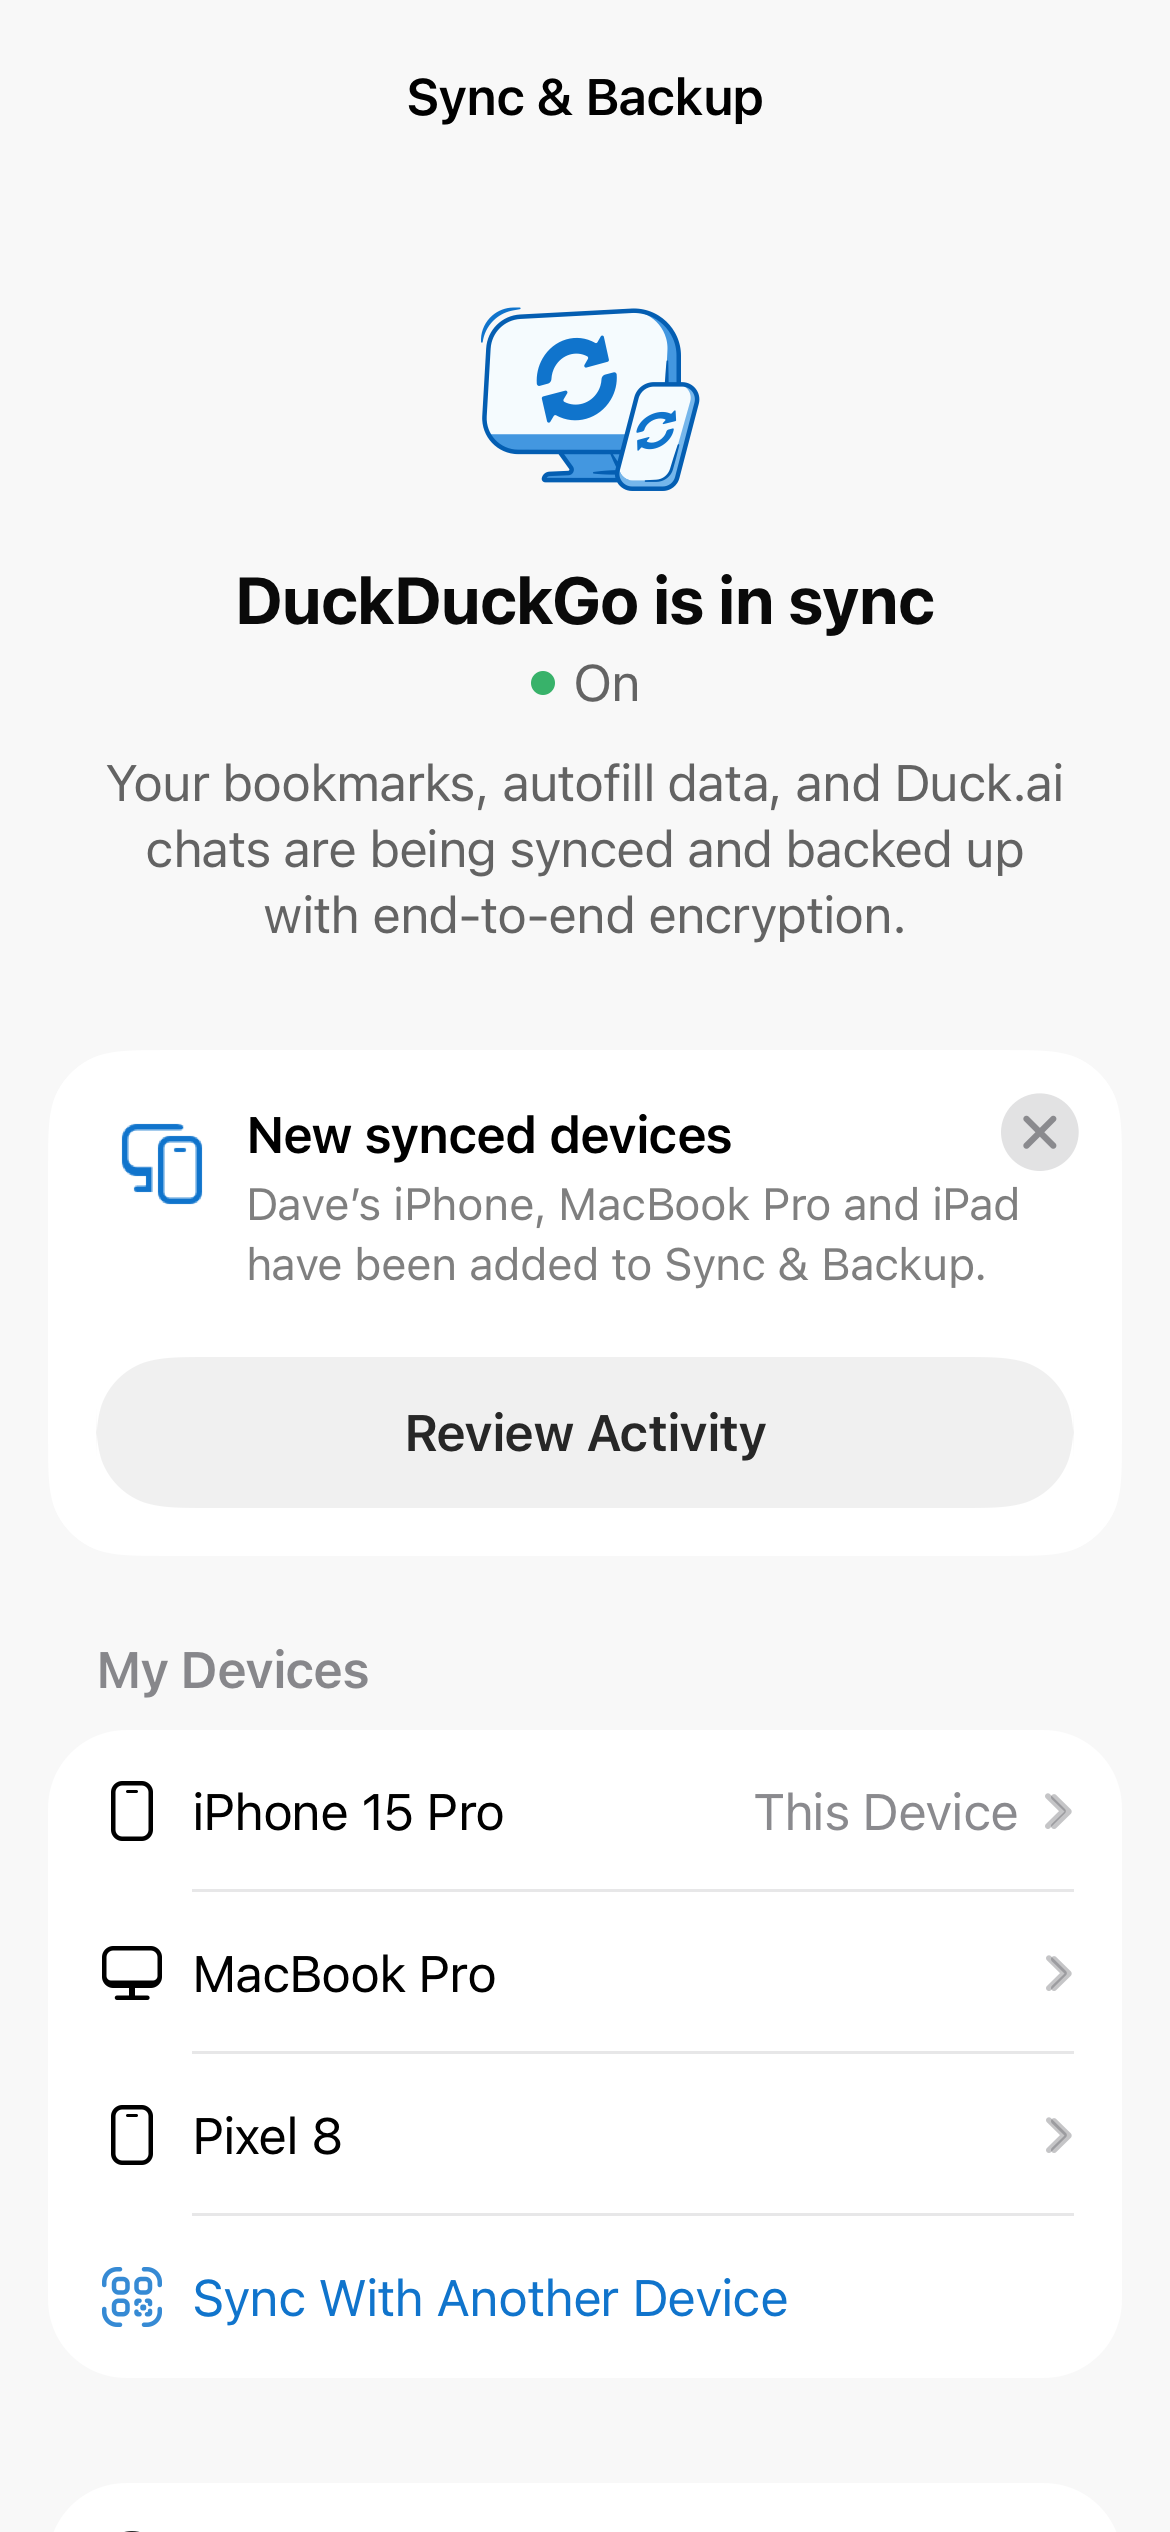 Sync & Backup
DuckDuckGo is in sync
On
Your bookmarks, autofill data, and Duck.ai
chats are being synced and backed up
with end-to-end encryption.
New synced devices
Dave’s iPhone, MacBook Pro and iPad
have been added to Sync & Backup.
Review Activity
My Devices
iPhone 15 Pro This Device
MacBook Pro
Pixel 8
Sync With Another Device